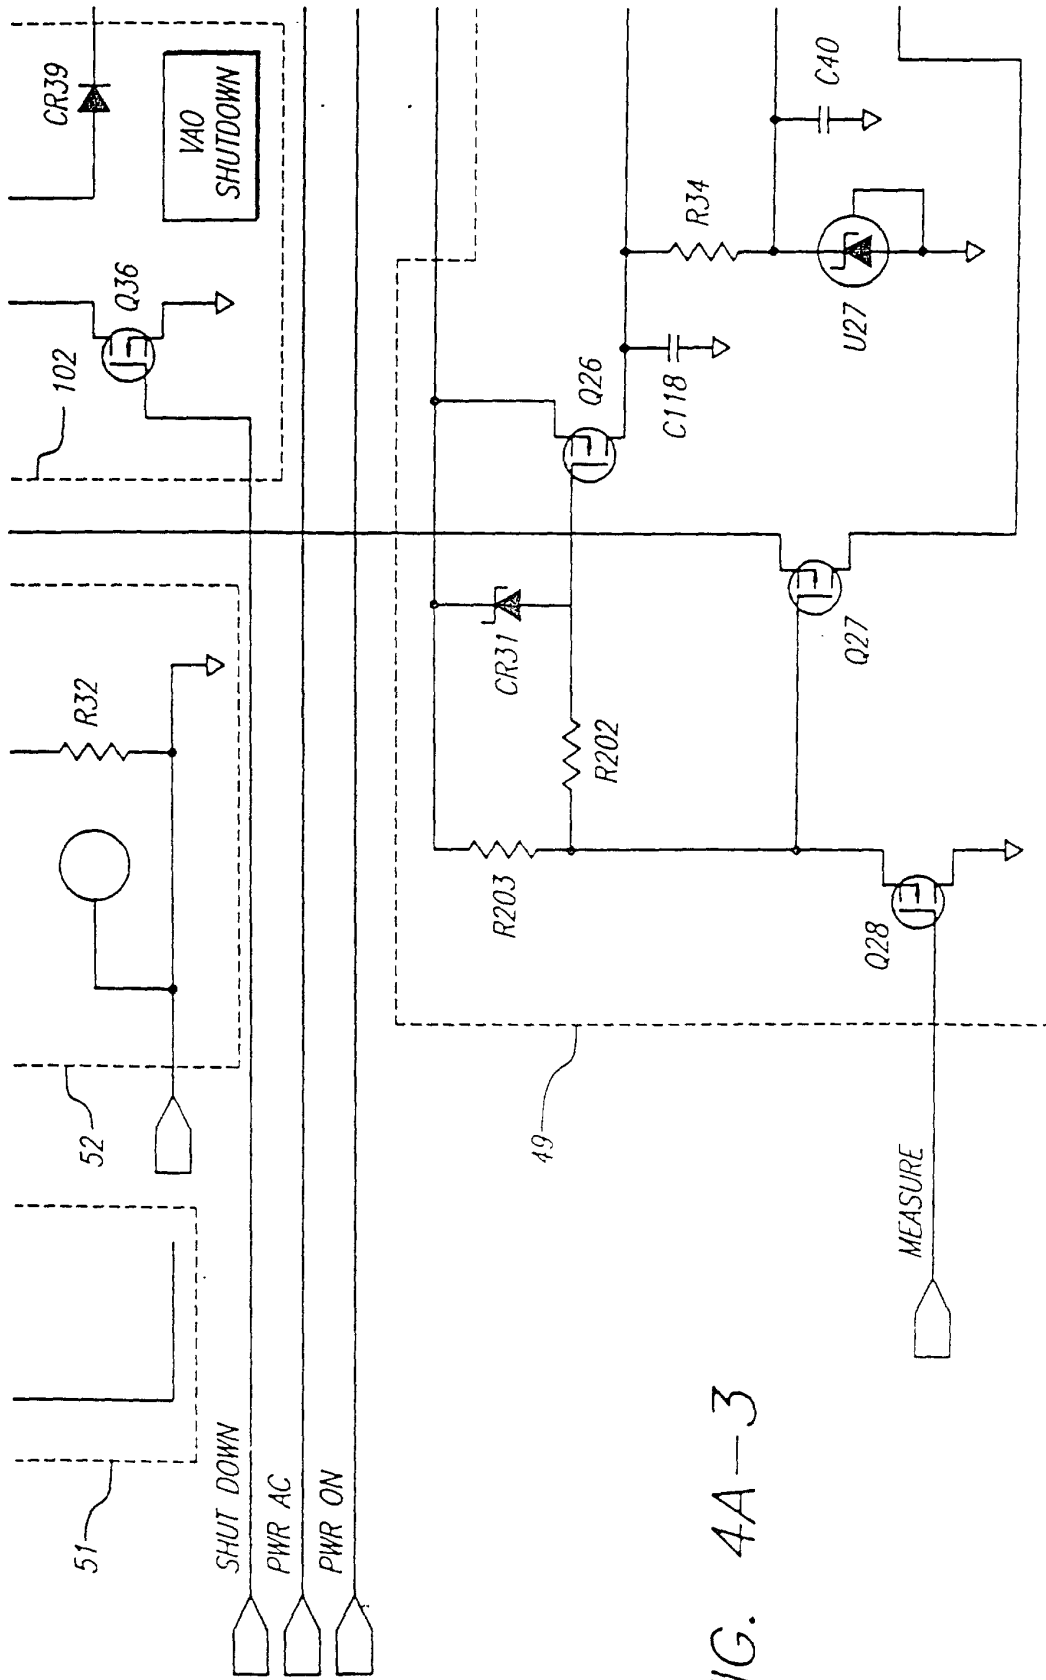 CR39
VAO
SHUTDOWN
Q36
102
R32
52
51
SHUT DOWN
PWR AC
PWR ON
C40
R34
U27
Q26
C118
CR31
R202
R203
Q27
Q28
49
MEASURE
IG. 4A-3